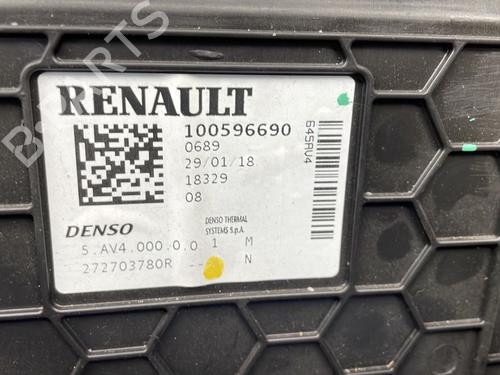 RENAULT
100596690
0689
29/01/18
18329
08
645RV4
DENSO
DENSO THERMAL
SYSTEMS S.p.A.
5.AV4.000.0.0 1 M
272703780R -- N